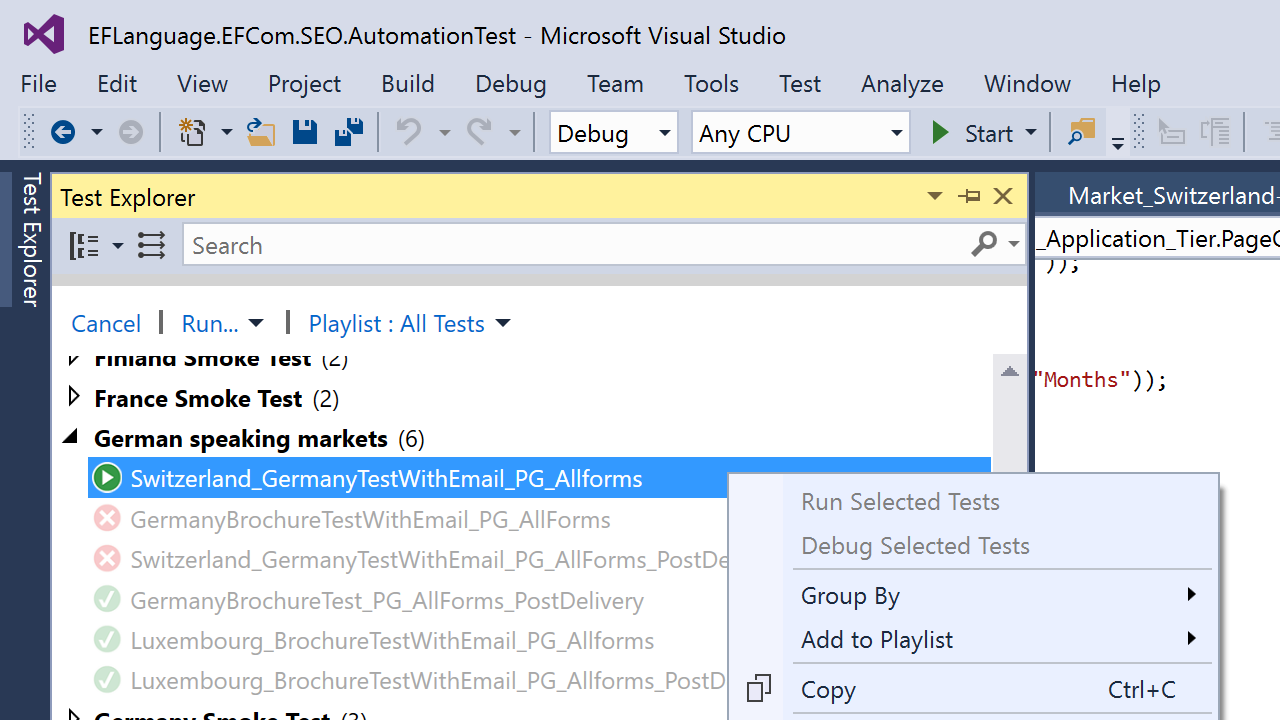 EFLanguage.EFCom.SEO.AutomationTest - Microsoft Visual Studio
File Edit View Project Build Debug Team Tools Test Analyze Window Help
Debug Any CPU Start
Test Explorer
Test Explorer
Market_Switzerland
Search
_Application_Tier.Page
));
Cancel | Run... | Playlist : All Tests
Finland Smoke Test (2)
"Months"));
France Smoke Test (2)
German speaking markets (6)
Switzerland_GermanyTestWithEmail_PG_Allforms
GermanyBrochureTestWithEmail_PG_AllForms
Switzerland_GermanyTestWithEmail_PG_AllForms_PostDe
GermanyBrochureTest_PG_AllForms_PostDelivery
Luxembourg_BrochureTestWithEmail_PG_Allforms
Luxembourg_BrochureTestWithEmail_PG_Allforms_PostD
Germany Smoke Test (3)
Run Selected Tests
Debug Selected Tests
Group By
Add to Playlist
Copy Ctrl+C